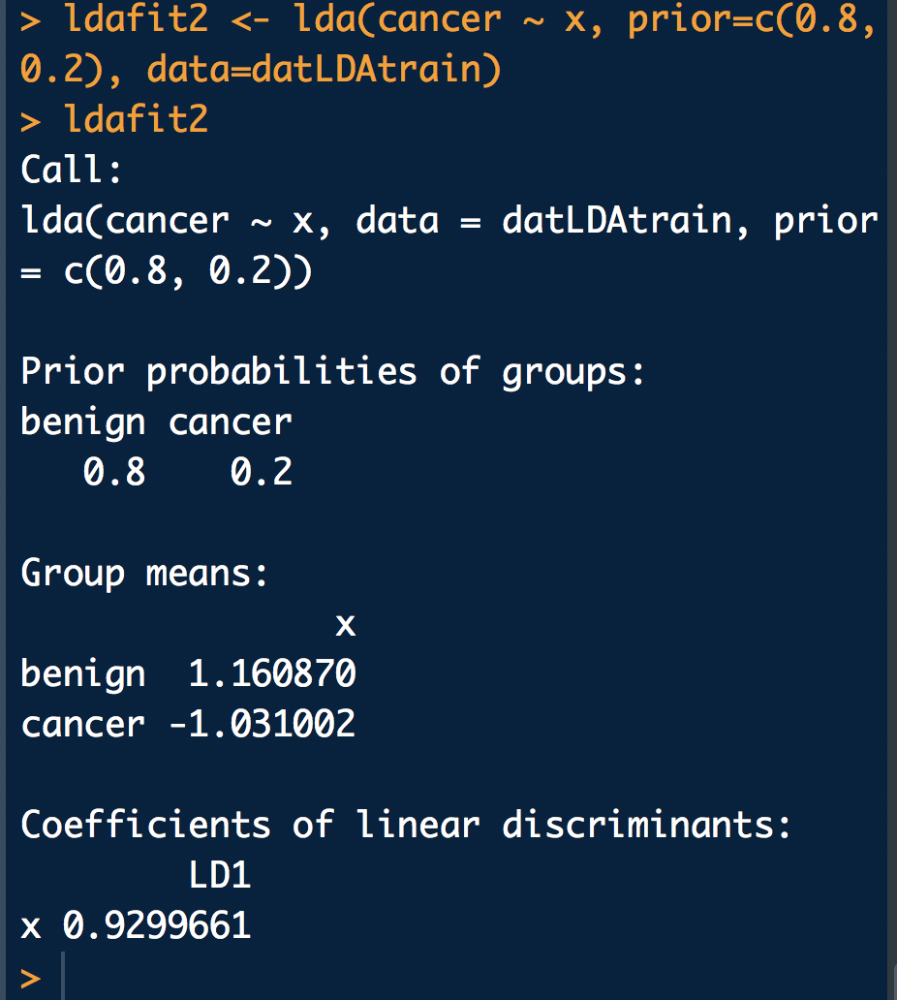 > ldafit2 <- lda(cancer ~ x, prior=c(0.8,
0.2), data=datLDAtrain)
> ldafit2
Call:
lda(cancer ~ x, data = datLDAtrain, prior
= c(0.8, 0.2))
Prior probabilities of groups:
benign cancer
   0.8    0.2
Group means:
               x
benign  1.160870
cancer -1.031002
Coefficients of linear discriminants:
        LD1
x 0.9299661
>